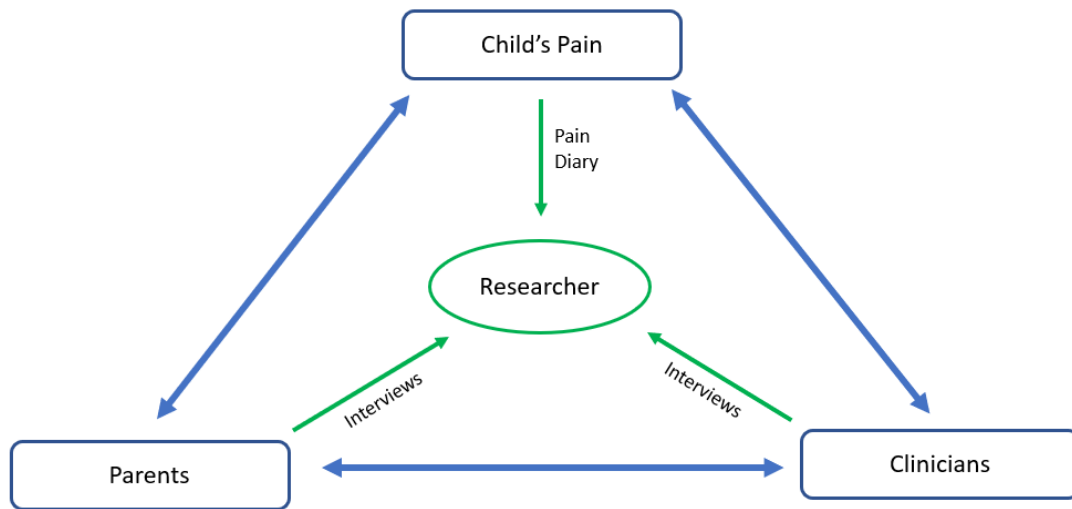 Child’s Pain
Pain
Diary
Researcher
Interviews
Interviews
Parents
Clinicians